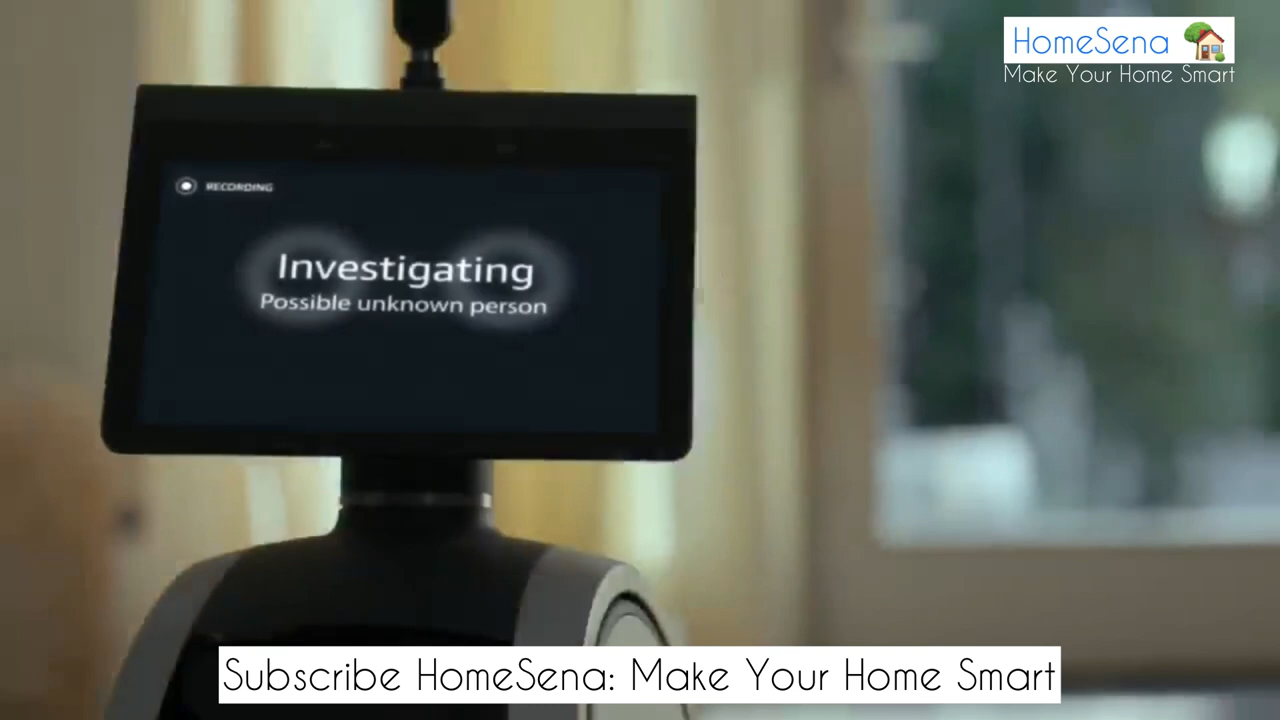 HomeSena
Make Your Home Smart
RECORDING
Investigating
Possible unknown person
Subscribe HomeSena: Make Your Home Smart